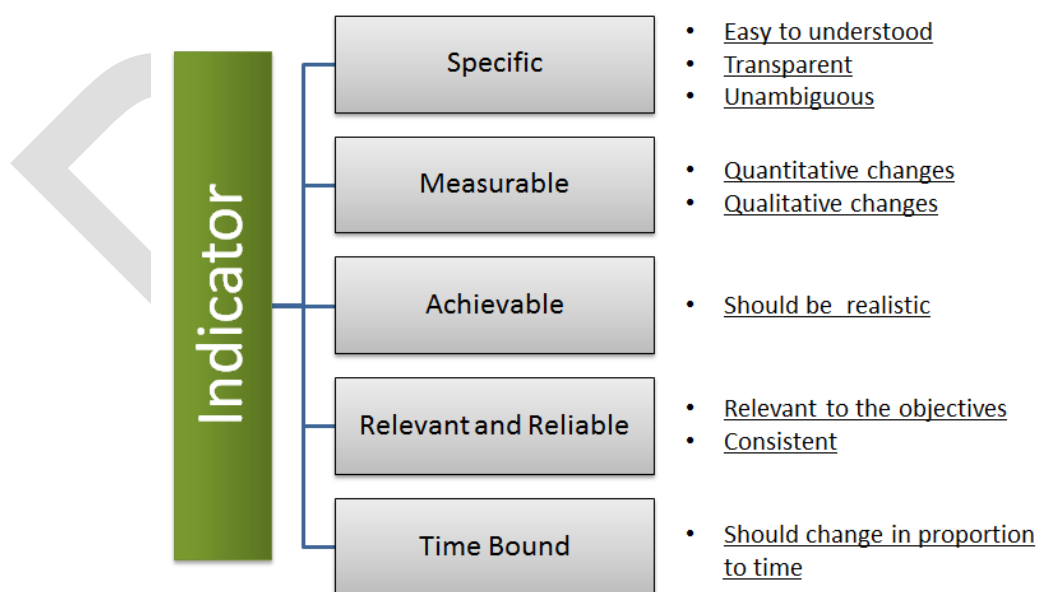 Indicator
Specific
• Easy to understood
• Transparent
• Unambiguous
Measurable
• Quantitative changes
• Qualitative changes
Achievable
• Should be realistic
Relevant and Reliable
• Relevant to the objectives
• Consistent
Time Bound
• Should change in proportion
to time